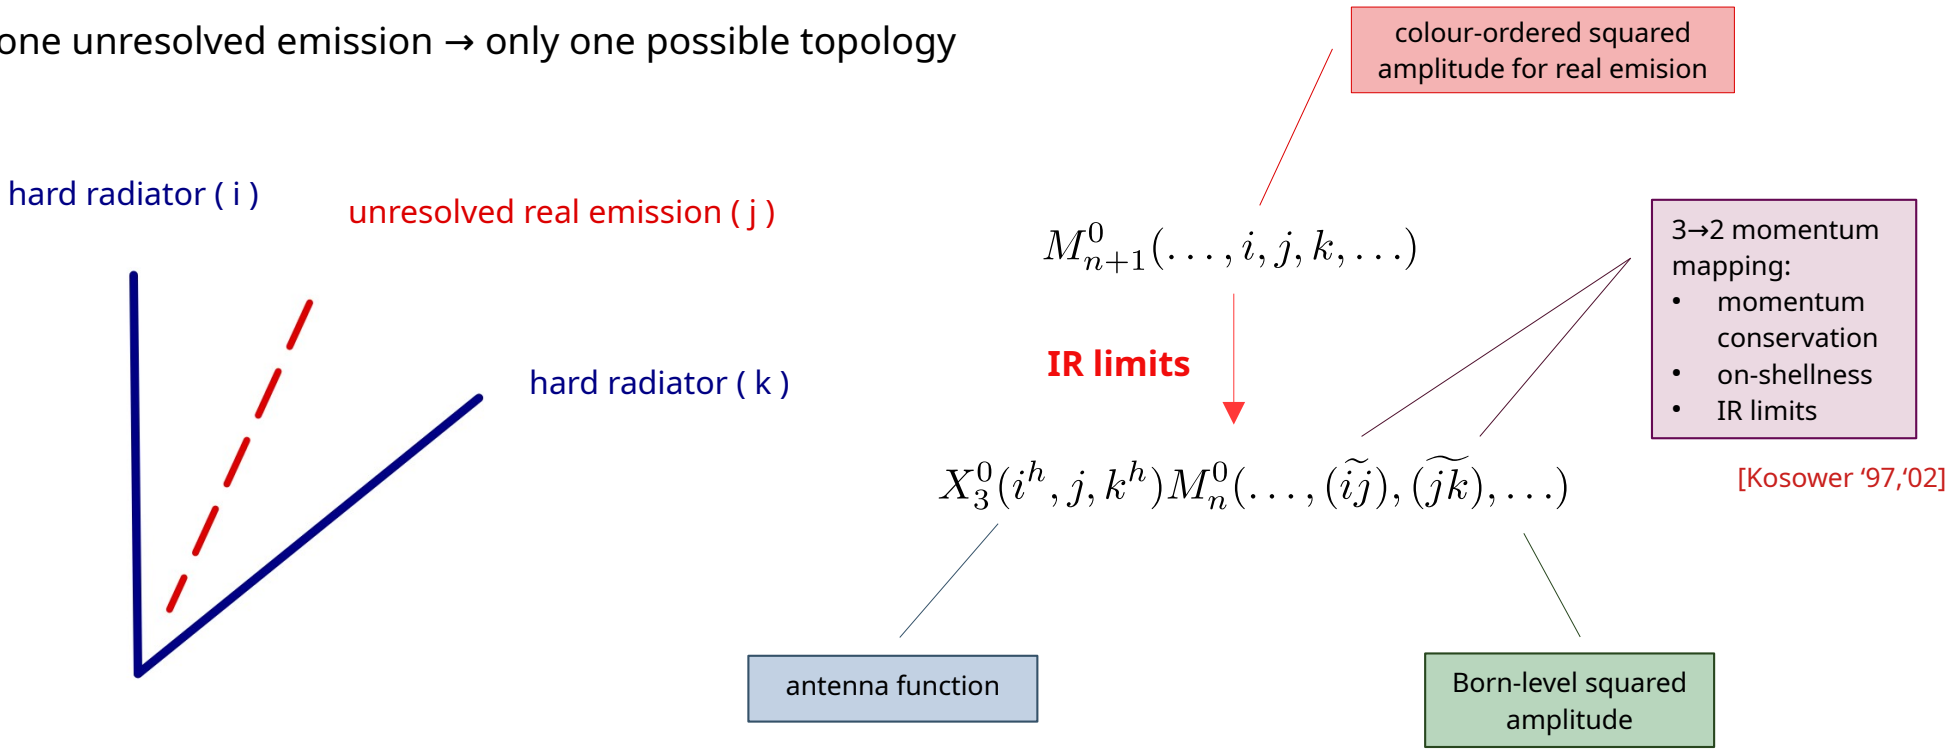 one unresolved emission → only one possible topology
colour-ordered squared
amplitude for real emision
hard radiator ( i )
unresolved real emission ( j )
hard radiator ( k )
M^0_{n+1}(…, i, j, k, …)
IR limits
3→2 momentum
mapping:
• momentum
conservation
• on-shellness
• IR limits
X^0_3(i^h, j, k^h)M^0_n(…, (\widetilde{ij}), (\widetilde{jk}), …)
[Kosower ‘97,‘02]
antenna function
Born-level squared
amplitude